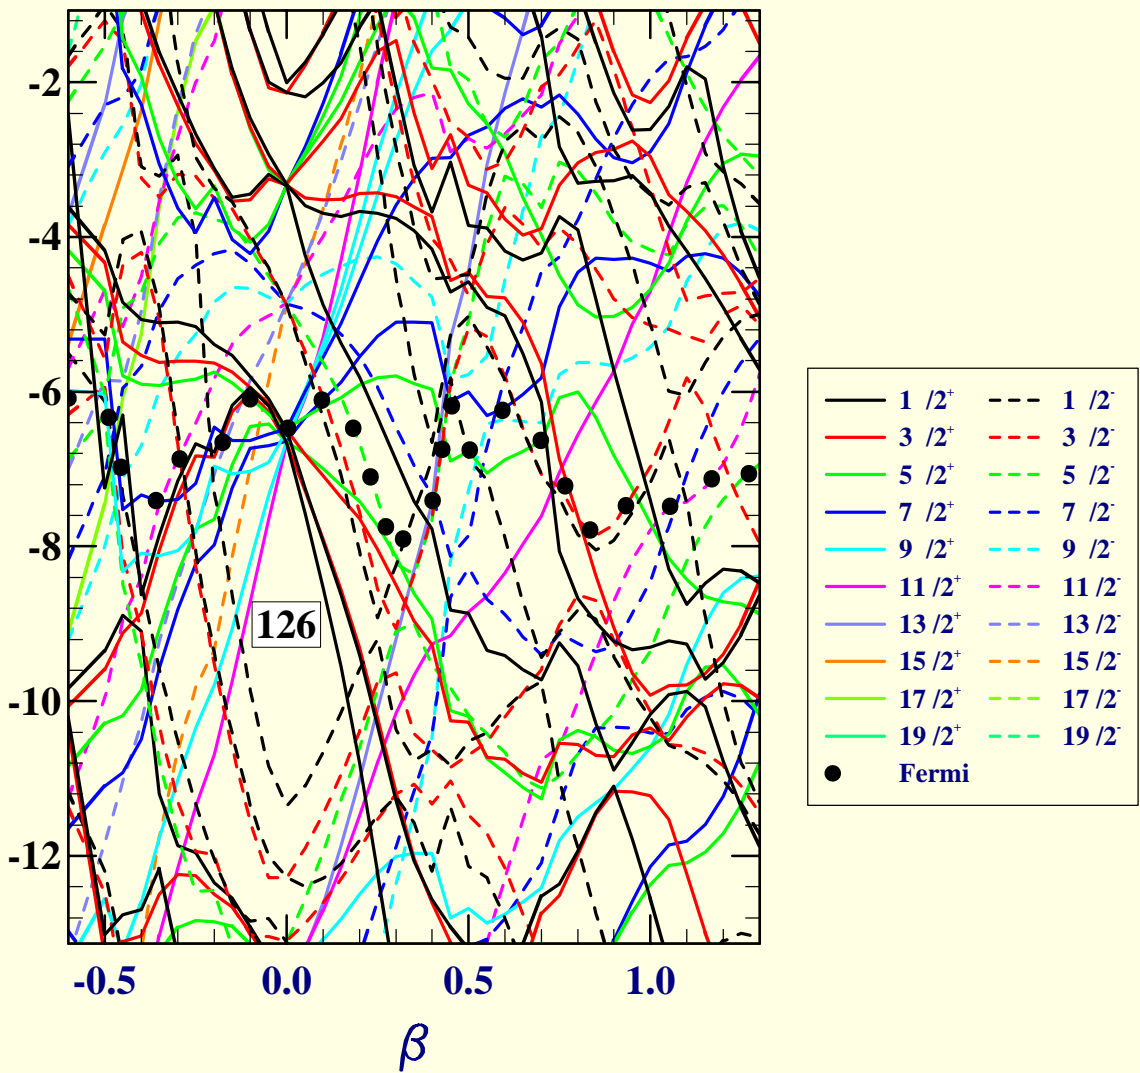 -2
-4
-6
-8
-10
-12
126
-0.5 0.0 0.5 1.0
β
1 /2+ 1 /2-
3 /2+ 3 /2-
5 /2+ 5 /2-
7 /2+ 7 /2-
9 /2+ 9 /2-
11 /2+ 11 /2-
13 /2+ 13 /2-
15 /2+ 15 /2-
17 /2+ 17 /2-
19 /2+ 19 /2-
Fermi